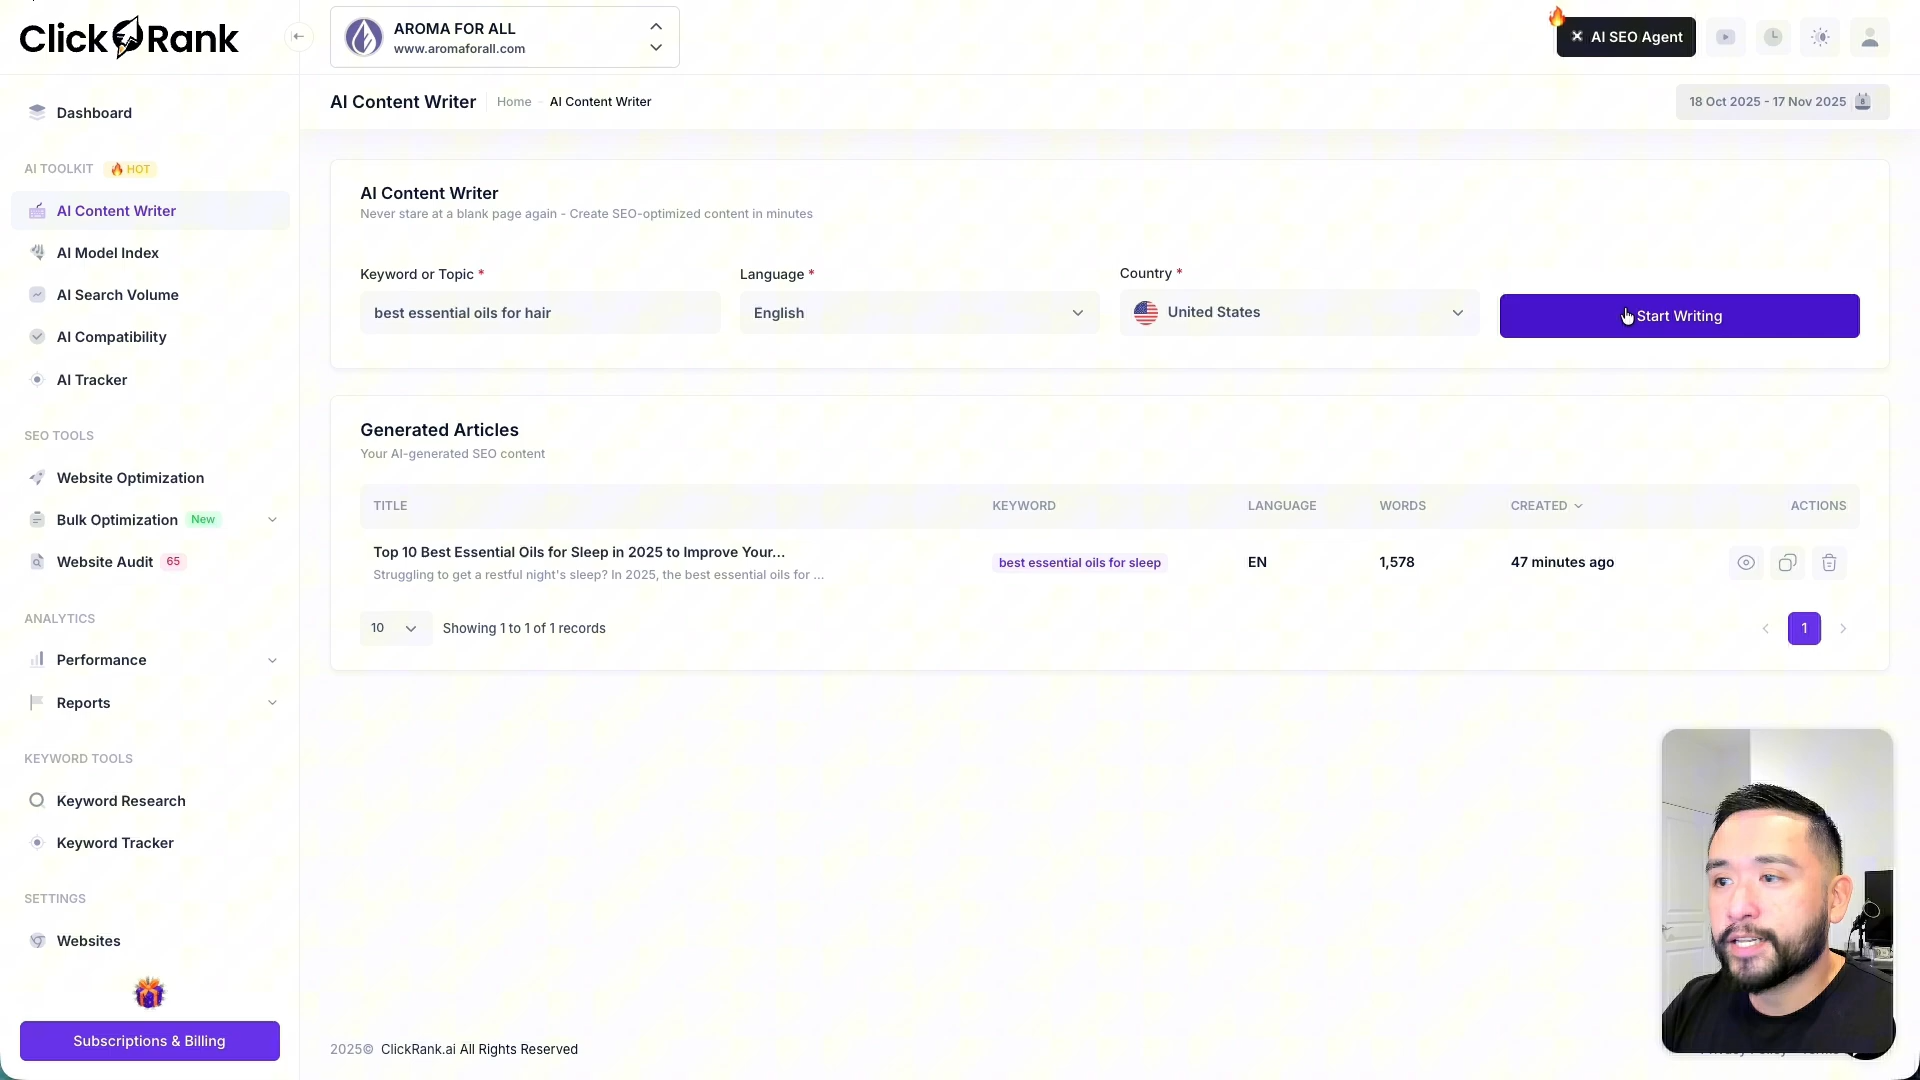 ClickRank
AROMA FOR ALL
www.aromaforall.com
AI SEO Agent
Dashboard
AI TOOLKIT
HOT
AI Content Writer
AI Model Index
AI Search Volume
AI Compatibility
AI Tracker
SEO TOOLS
Website Optimization
Bulk Optimization New
Website Audit 65
ANALYTICS
Performance
Reports
KEYWORD TOOLS
Keyword Research
Keyword Tracker
SETTINGS
Websites
Subscriptions & Billing
AI Content Writer
Home - AI Content Writer
18 Oct 2025 - 17 Nov 2025
AI Content Writer
Never stare at a blank page again - Create SEO-optimized content in minutes
Keyword or Topic *
Language *
Country *
best essential oils for hair
English
United States
Start Writing
Generated Articles
Your AI-generated SEO content
TITLE KEYWORD LANGUAGE WORDS CREATED ACTIONS
Top 10 Best Essential Oils for Sleep in 2025 to Improve Your...
Struggling to get a restful night's sleep? In 2025, the best essential oils for ...
best essential oils for sleep
EN
1,578
47 minutes ago
10
Showing 1 to 1 of 1 records
1
2025© ClickRank.ai All Rights Reserved